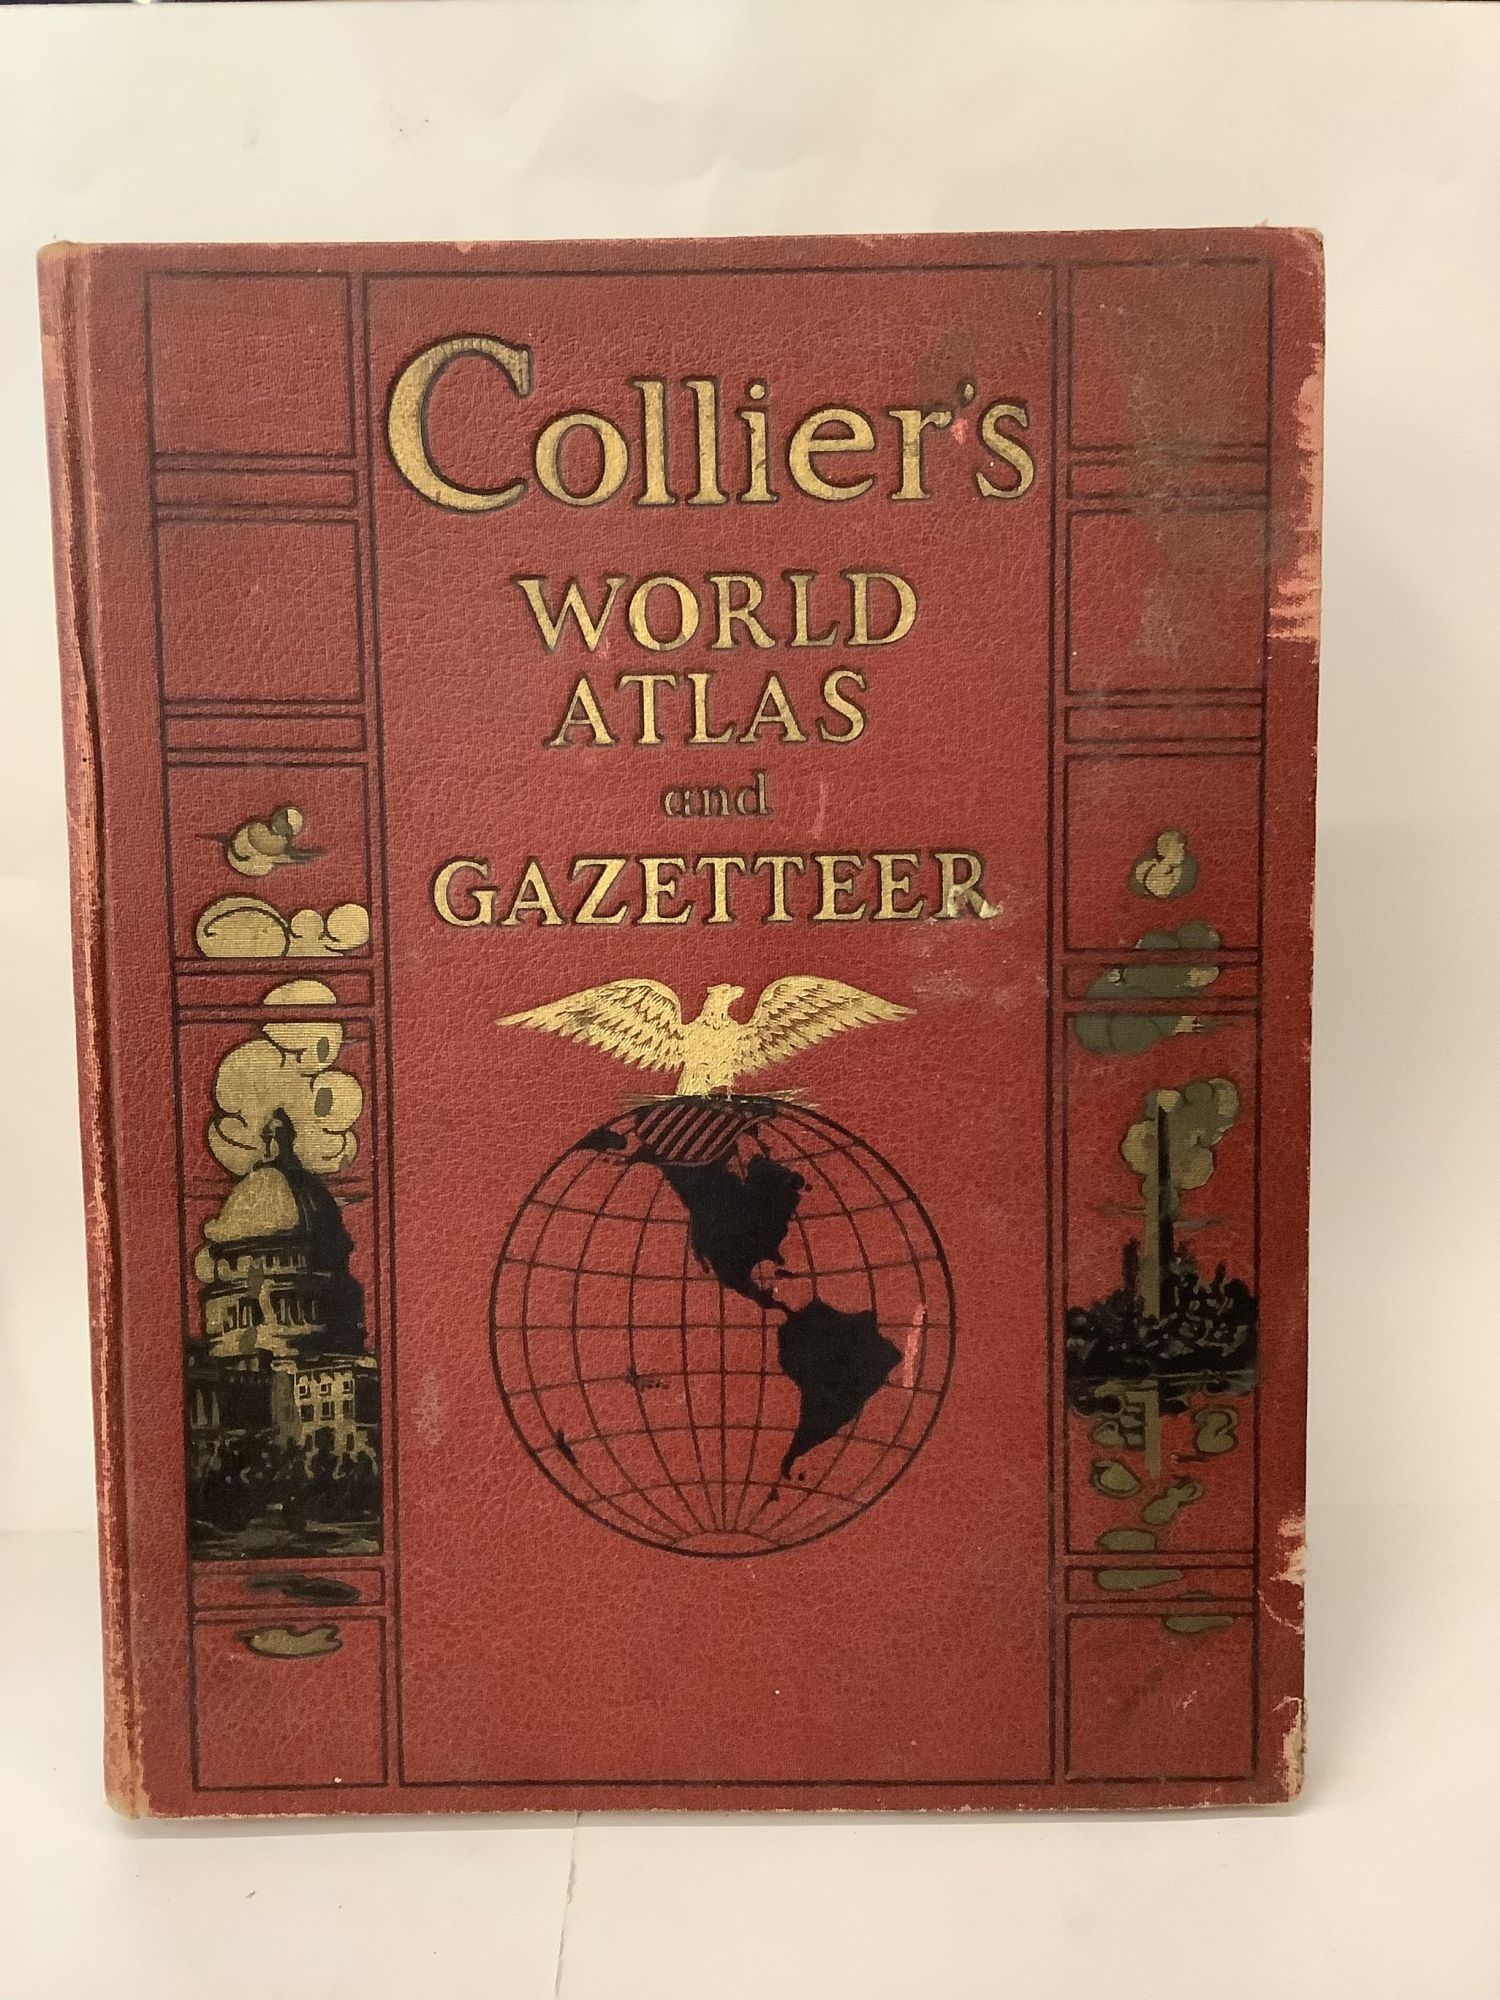 Collier's
WORLD
ATLAS
and
GAZETTEER